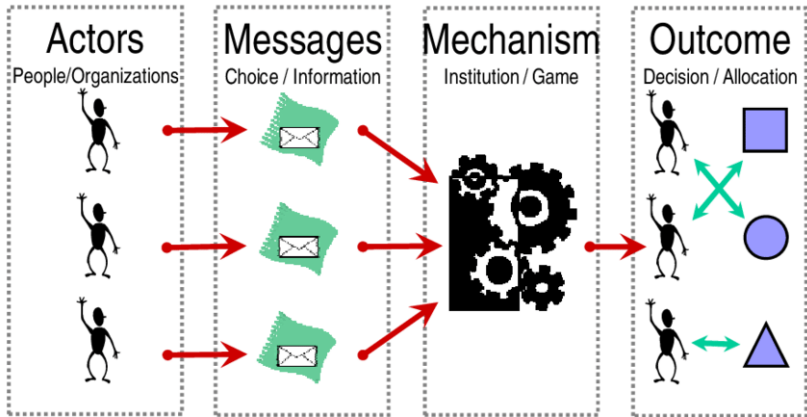 Actors
People/Organizations
Messages
Choice / Information
Mechanism
Institution / Game
Outcome
Decision / Allocation